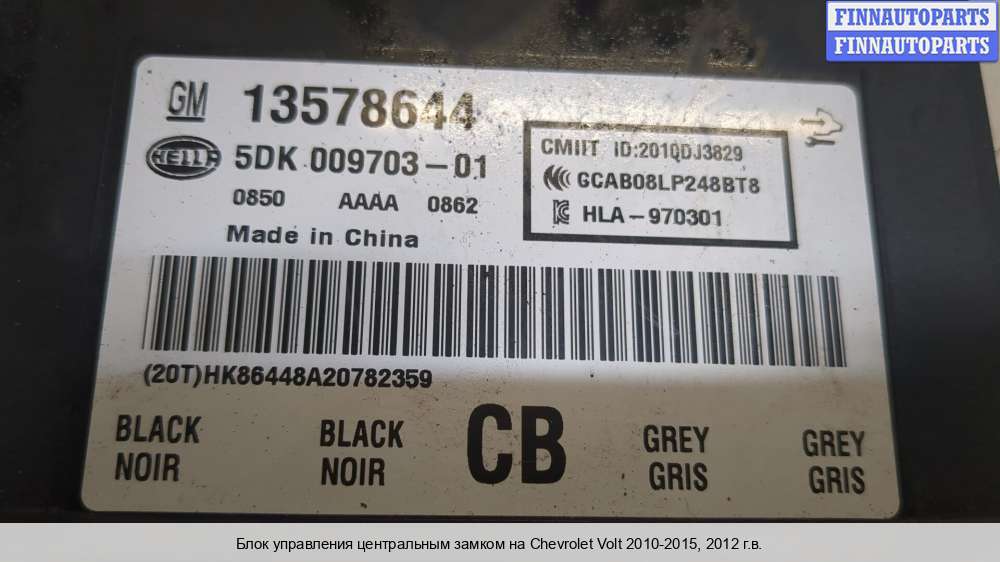 FINNAUTOPARTS
FINNAUTOPARTS
GM 13578644
HELLA 5DK 009703-01
0850 AAAA 0862
Made in China
CMIIT ID:2010DJ3829
GCAB08LP248BT8
HLA-970301
(20T)HK86448A20782359
BLACK BLACK CB GREY GREY
NOIR NOIR GRIS GRIS
Блок управления центральным замком на Chevrolet Volt 2010-2015, 2012 г.в.